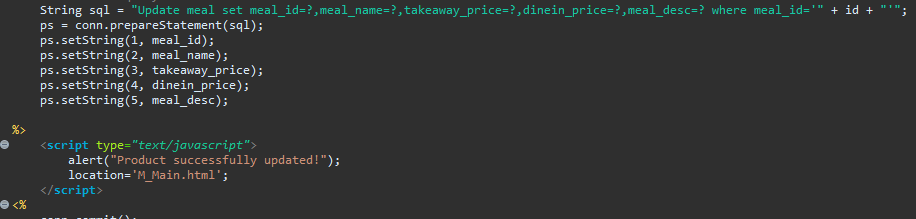 String sql = "Update meal set meal_id=?,meal_name=?,takeaway_price=?,dinein_price=?,meal_desc=? where meal_id='" + id + "'";
ps = conn.prepareStatement(sql);
ps.setString(1, meal_id);
ps.setString(2, meal_name);
ps.setString(3, takeaway_price);
ps.setString(4, dinein_price);
ps.setString(5, meal_desc);
%>
<script type="text/javascript">
alert("Product successfully updated!");
location='M_Main.html';
</script>
<%
conn.commit();